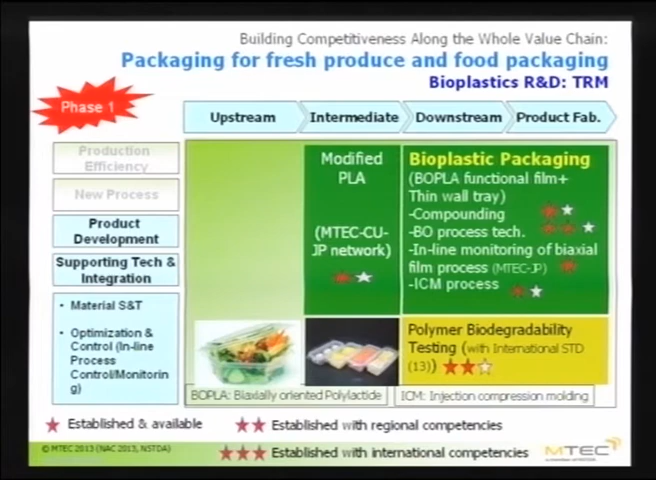 Building Competitiveness Along the Whole Value Chain:
Packaging for fresh produce and food packaging
Bioplastics R&D: TRM
Phase 1
Upstream
Intermediate
Downstream
Product Fab.
Production
Efficiency
New Process
Product
Development
Supporting Tech &
Integration
• Material S&T
• Optimization &
Control (In-line
Process
Control/Monitorin
g)
Modified
PLA
(MTEC-CU-
JP network)
Bioplastic Packaging
(BOPLA functional film+
Thin wall tray)
-Compounding
-BO process tech.
-In-line monitoring of biaxial
film process (MTEC-JP)
-ICM process
Polymer Biodegradability
Testing (with International STD
(13))
BOPLA: Biaxially oriented Polylactide
ICM: Injection compression molding
Established & available
Established with regional competencies
Established with international competencies
© MTEC 2013 (NAC 2013, NSTDA)
MTEC